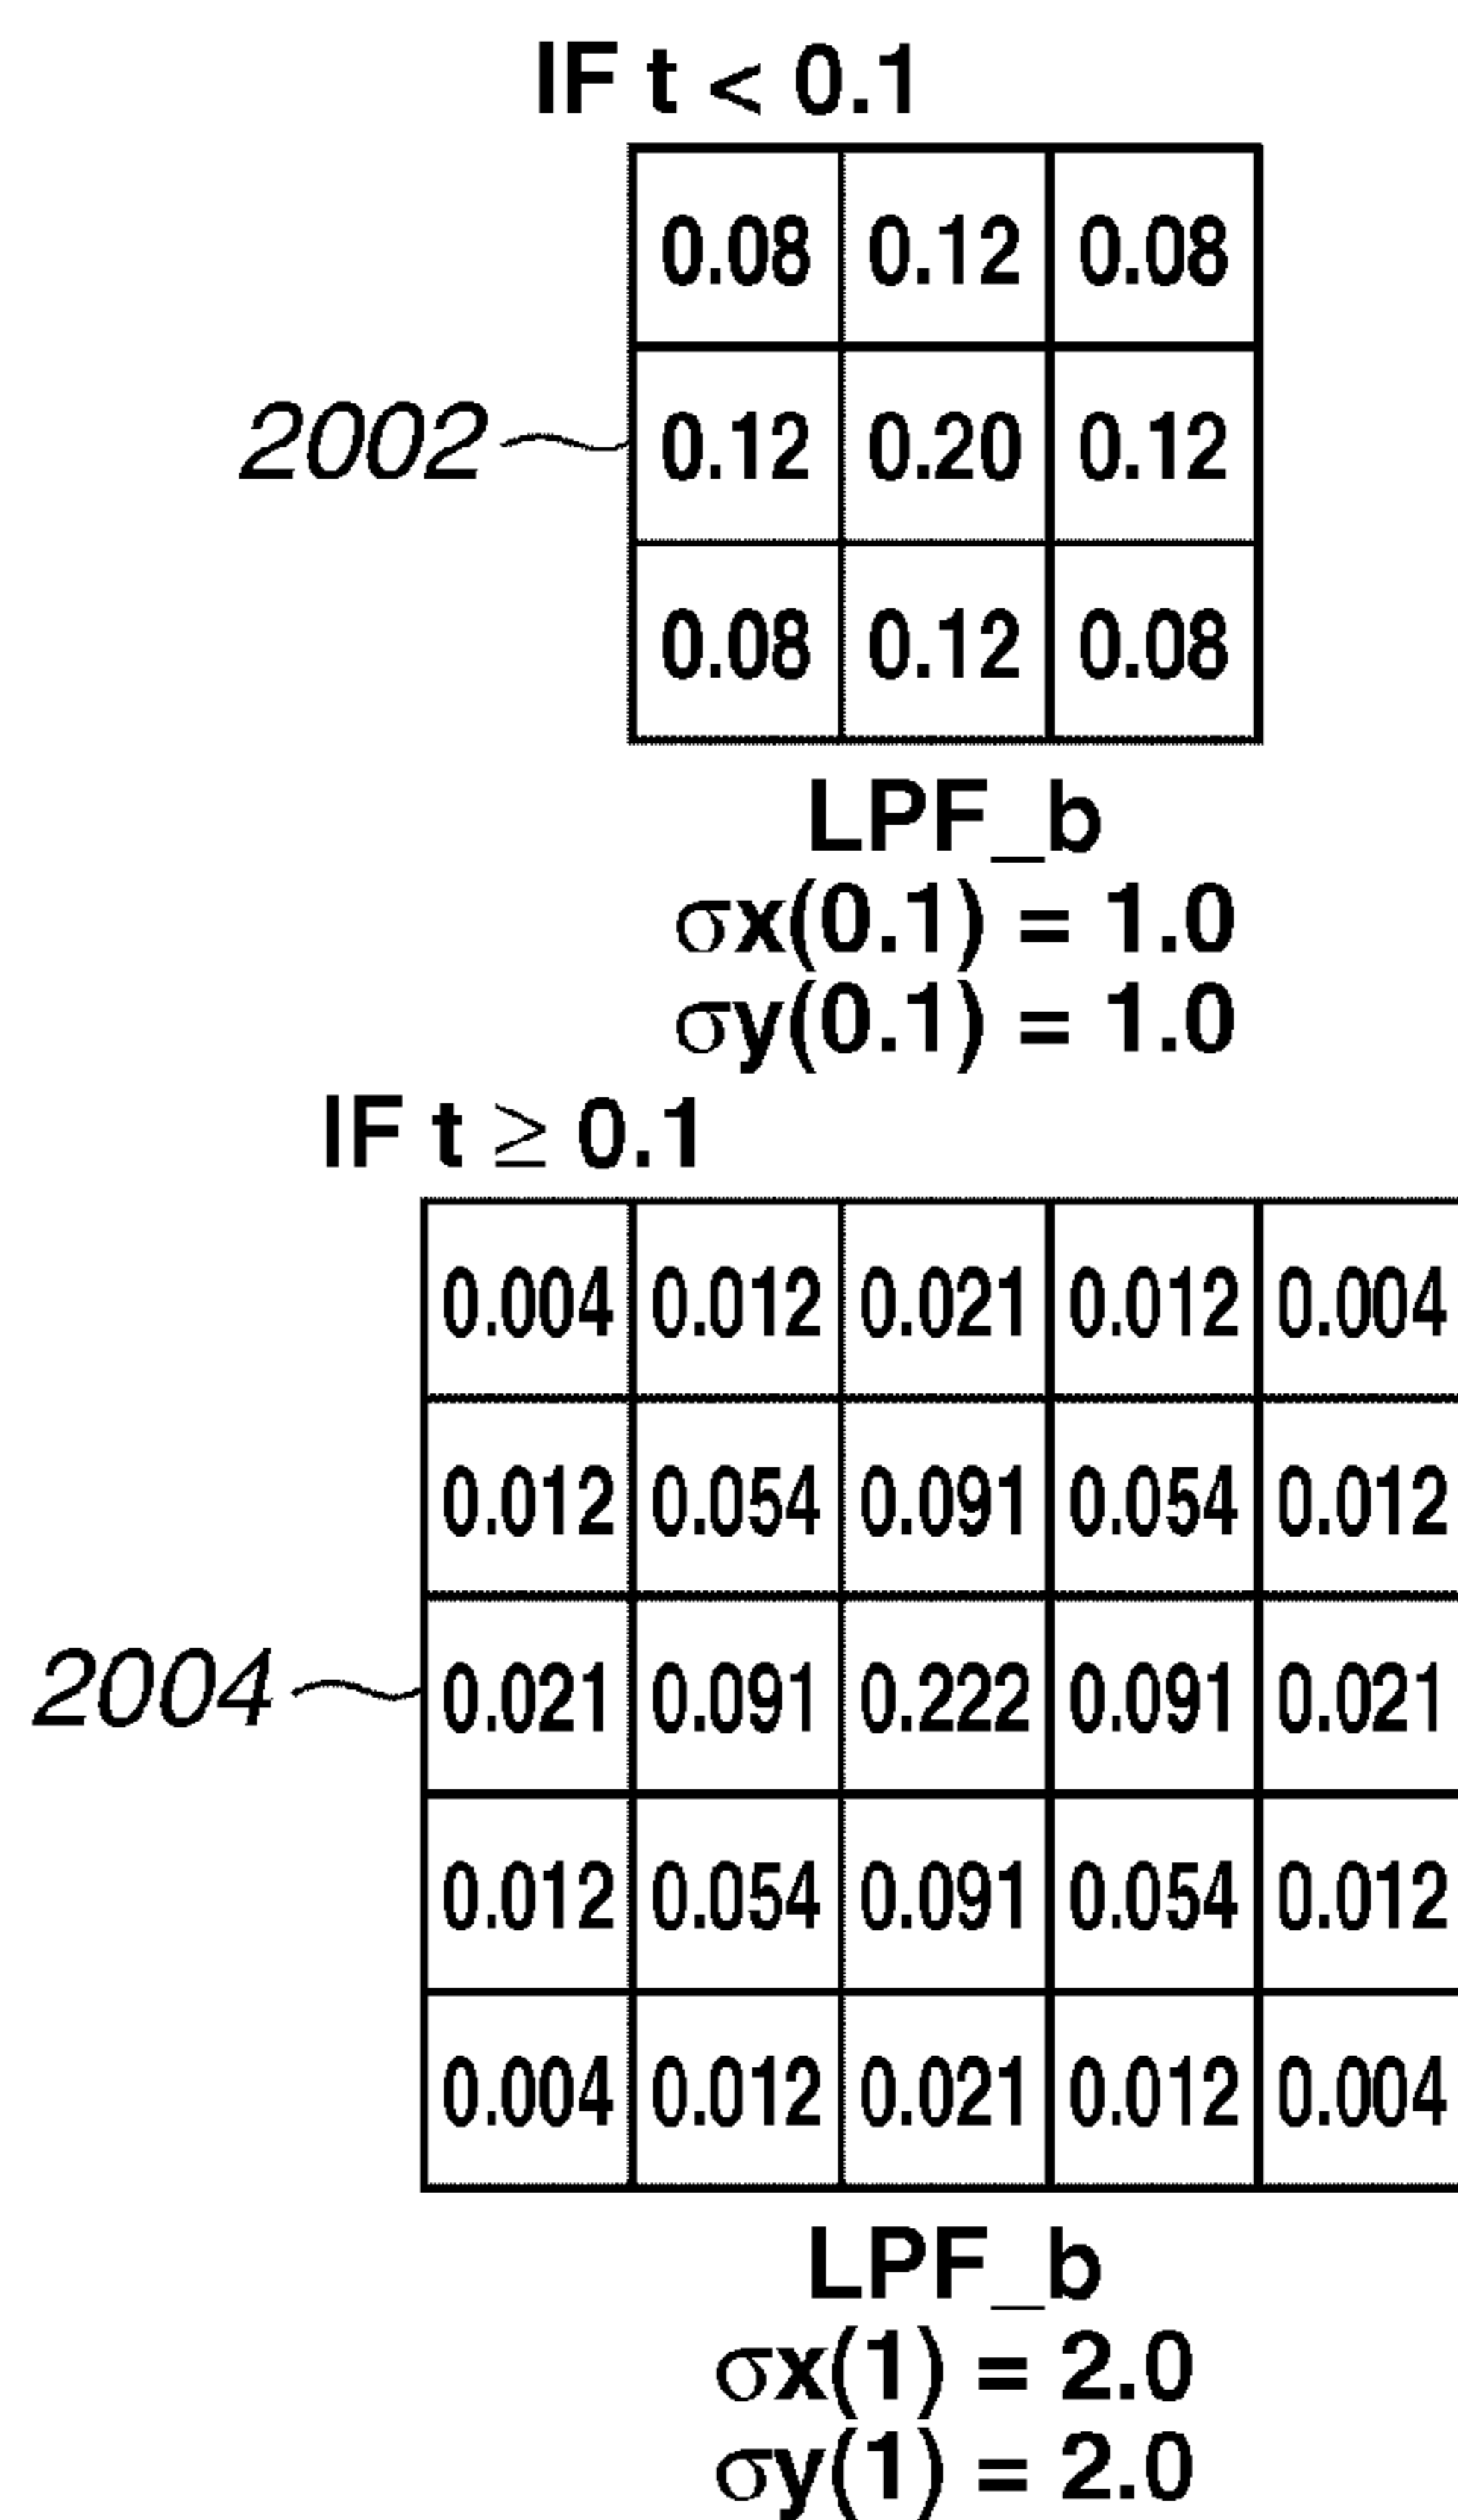 IF t < 0.1
0.08 0.12 0.08
2002 0.12 0.20 0.12
0.08 0.12 0.08
LPF_b
σx(0.1) = 1.0
σy(0.1) = 1.0
IF t ≥ 0.1
0.004 0.012 0.021 0.012 0.004
0.012 0.054 0.091 0.054 0.012
2004 0.021 0.091 0.222 0.091 0.021
0.012 0.054 0.091 0.054 0.012
0.004 0.012 0.021 0.012 0.004
LPF_b
σx(1) = 2.0
σy(1) = 2.0